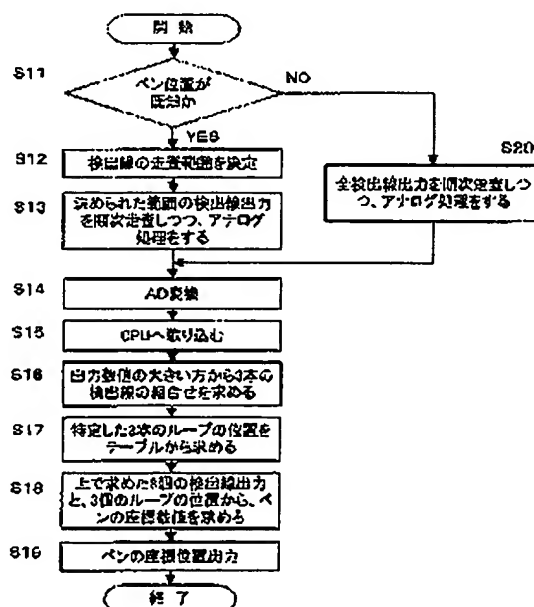 開 始
S11
ペン位置が
既知か
NO
YES
S12
検出線の走査範囲を決定
S20
全検出線出力を順次走査しつ
つ、アナログ処理をする
S13
決められた範囲の検出線出力
を順次走査しつつ、アナログ
処理をする
S14
AD変換
S15
CPUへ取り込む
S16
出力数値の大きい方から3本の
検出線の組合せを求める
S17
特定した3本のループの位置を
テーブルから求める
S18
上で求めた 個の検出線出力
と、3個のループの位置から、ペ
ンの座標数値を求める
S19
ペンの座標位置出力
終 了